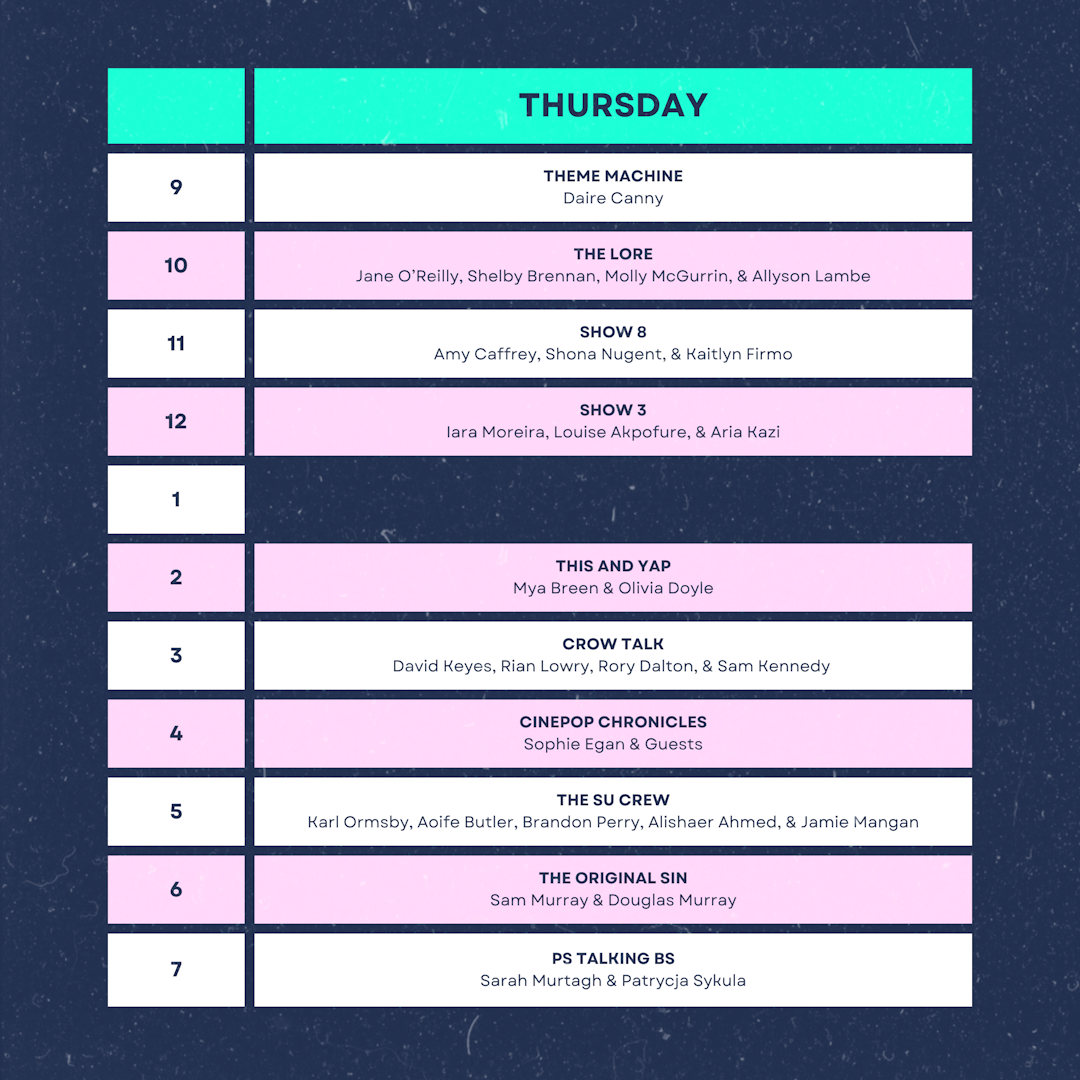 THURSDAY
9
THEME MACHINE
Daire Canny
10
THE LORE
Jane O’Reilly, Shelby Brennan, Molly McGurrin, & Allyson Lambe
11
SHOW 8
Amy Caffrey, Shona Nugent, & Kaitlyn Firmo
12
SHOW 3
Iara Moreira, Louise Akpofure, & Aria Kazi
1
2
THIS AND YAP
Mya Breen & Olivia Doyle
3
CROW TALK
David Keyes, Rian Lowry, Rory Dalton, & Sam Kennedy
4
CINEPOP CHRONICLES
Sophie Egan & Guests
5
THE SU CREW
Karl Ormsby, Aoife Butler, Brandon Perry, Alishaer Ahmed, & Jamie Mangan
6
THE ORIGINAL SIN
Sam Murray & Douglas Murray
7
PS TALKING BS
Sarah Murtagh & Patrycja Sykula